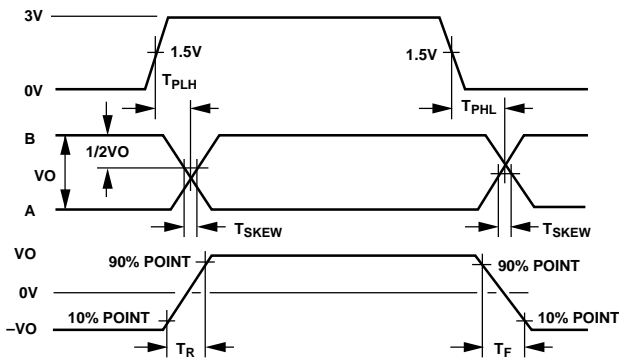 3V
1.5V
1.5V
TPLH
TPHL
0V
B
1/2VO
VO
A
TSKEW
TSKEW
VO
90% POINT
90% POINT
0V
10% POINT
10% POINT
–VO
TR
TF